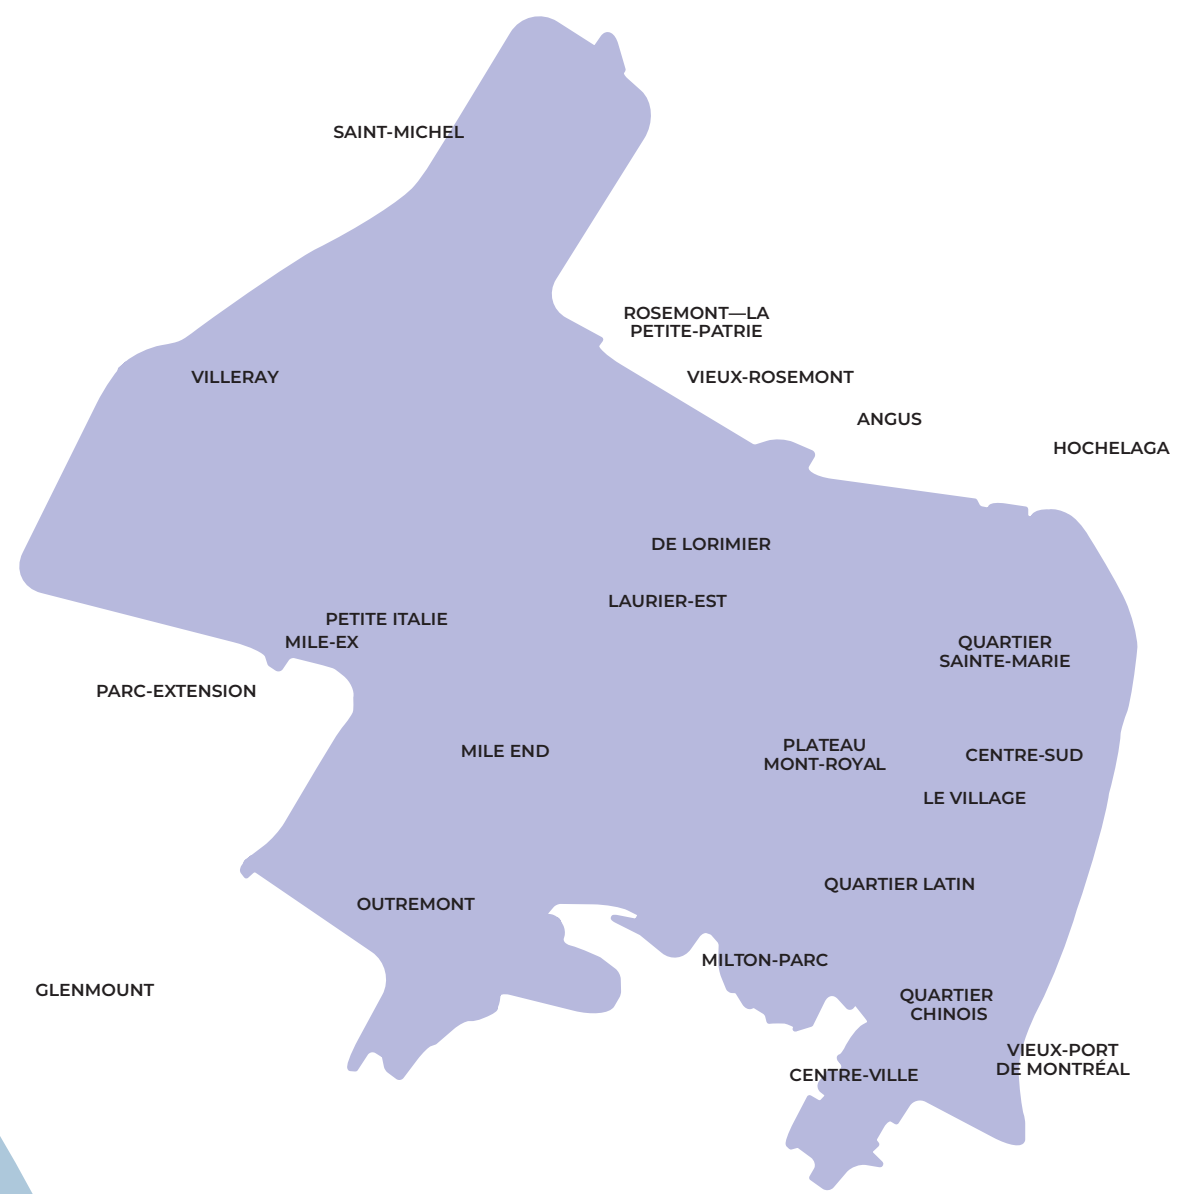 SAINT-MICHEL
ROSEMONT—LA
PETITE-PATRIE
VILLERAY
VIEUX-ROSEMONT
ANGUS
HOCHELAGA
DE LORIMIER
LAURIER-EST
PETITE ITALIE
MILE-EX
QUARTIER
SAINTE-MARIE
PARC-EXTENSION
MILE END
PLATEAU
MONT-ROYAL
CENTRE-SUD
LE VILLAGE
QUARTIER LATIN
OUTREMONT
MILTON-PARC
GLENMOUNT
QUARTIER
CHINOIS
VIEUX-PORT
DE MONTRÉAL
CENTRE-VILLE